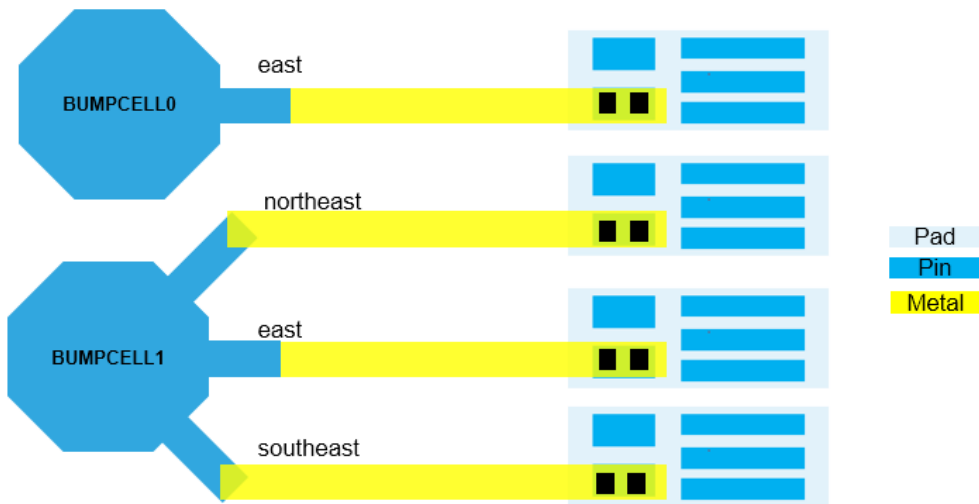 east
BUMPCELL0
northeast
Pad
Pin
Metal
east
BUMPCELL1
southeast